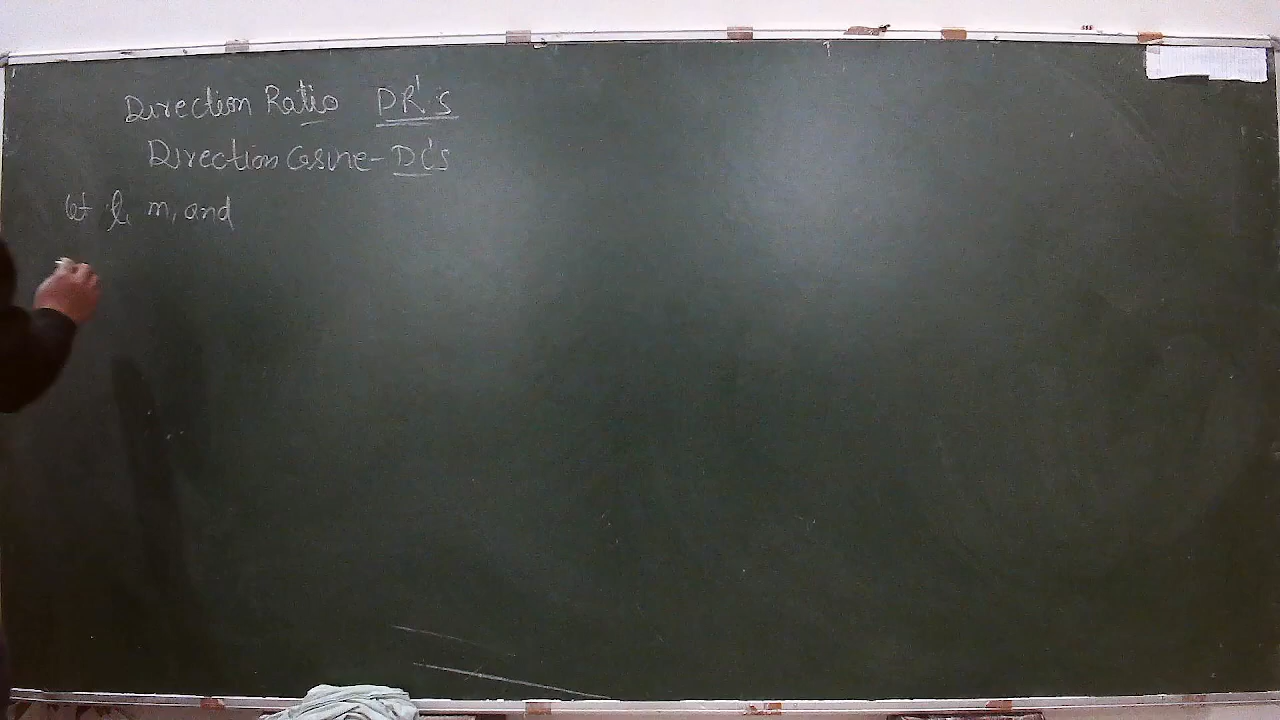 Direction Ratio DR's
Direction Cosine - DC's
let l, m, and